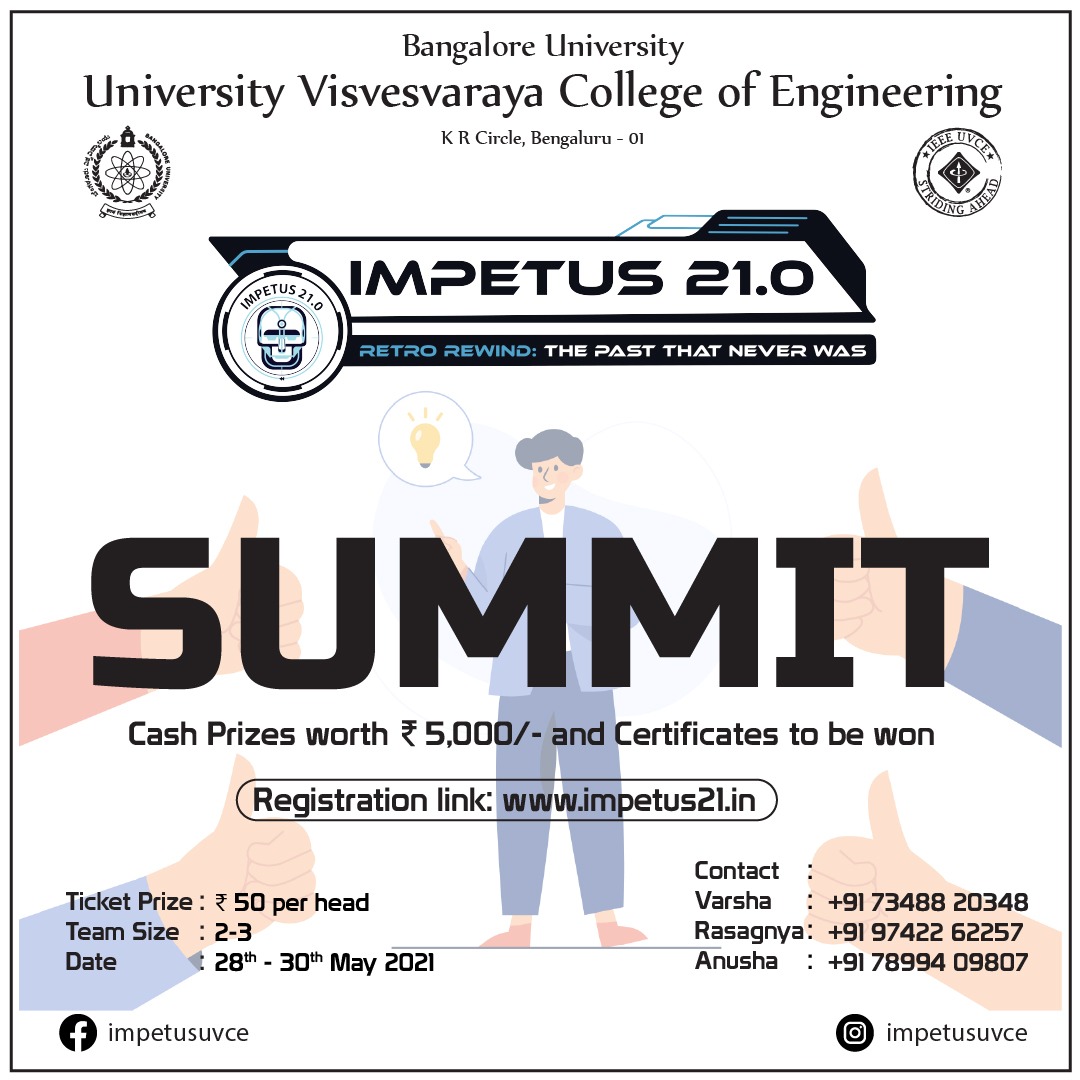 Bangalore University
University Visvesvaraya College of Engineering
K R Circle, Bengaluru - 01
BANGALORE UNIVERSITY
IEEE UVCE
STRIDING AHEAD
IMPETUS 21.0
IMPETUS 21.0
RETRO REWIND: THE PAST THAT NEVER WAS
SUMMIT
Cash Prizes worth ₹ 5,000/- and Certificates to be won
Registration link: www.impetus21.in
Ticket Prize : ₹ 50 per head
Team Size : 2-3
Date : 28th - 30th May 2021
Contact :
Varsha : +91 73488 20348
Rasagnya : +91 97422 62257
Anusha : +91 78994 09807
impetusuvce
impetusuvce